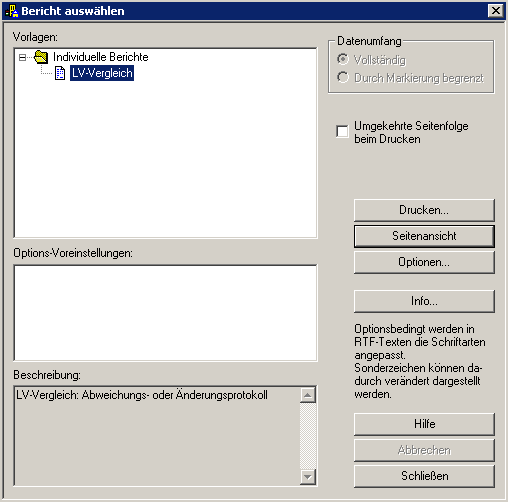 Bericht auswählen
Vorlagen:
Individuelle Berichte
LV-Vergleich
Datenumfang
Vollständig
Durch Markierung begrenzt
Umgekehrte Seitenfolge
beim Drucken
Drucken...
Seitenansicht
Options-Voreinstellungen:
Optionen...
Info...
Optionsbedingt werden in
RTF-Texten die Schriftarten
angepasst.
Sonderzeichen können da-
durch verändert dargestellt
werden.
Beschreibung:
LV-Vergleich: Abweichungs- oder Änderungsprotokoll
Hilfe
Abbrechen
Schließen